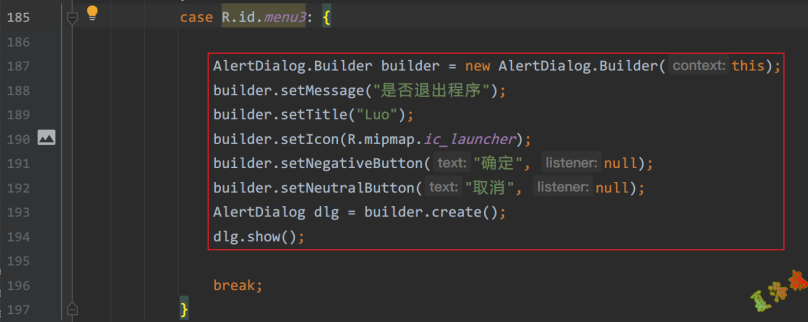 185 case R.id.menu3: {
186
187 AlertDialog.Builder builder = new AlertDialog.Builder( context: this);
188 builder.setMessage("是否退出程序");
189 builder.setTitle("Luo");
190 builder.setIcon(R.mipmap.ic_launcher);
191 builder.setNegativeButton( text: "确定", listener: null);
192 builder.setNeutralButton( text: "取消", listener: null);
193 AlertDialog dlg = builder.create();
194 dlg.show();
195
196 break;
197 }